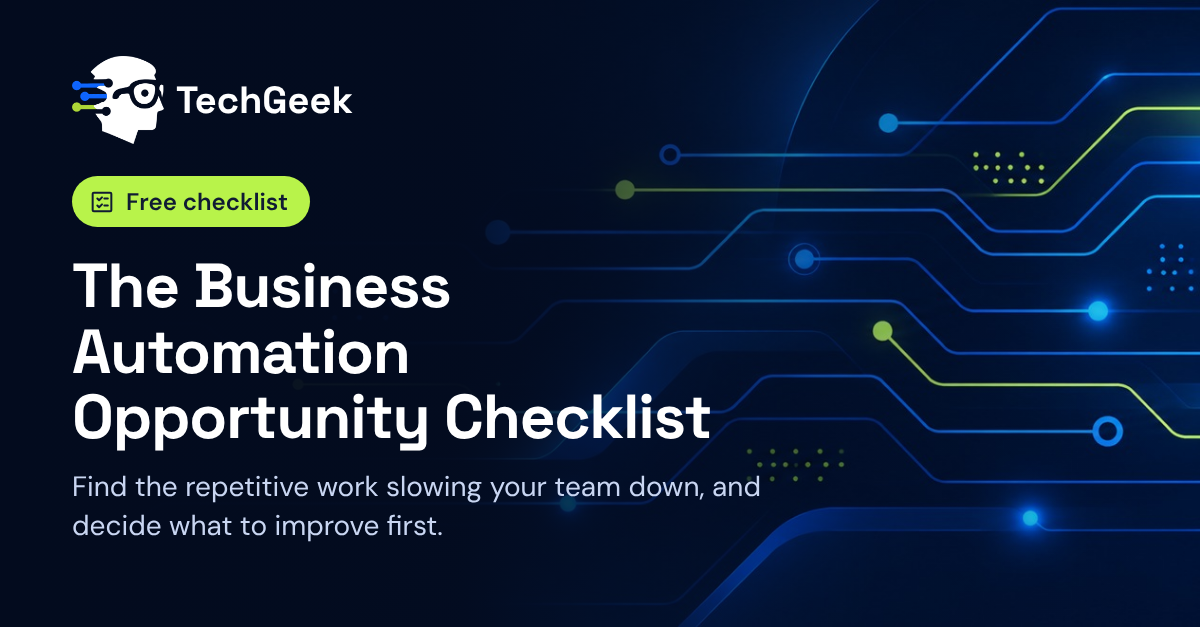 TechGeek
Free checklist
The Business
Automation
Opportunity Checklist
Find the repetitive work slowing your team down, and
decide what to improve first.